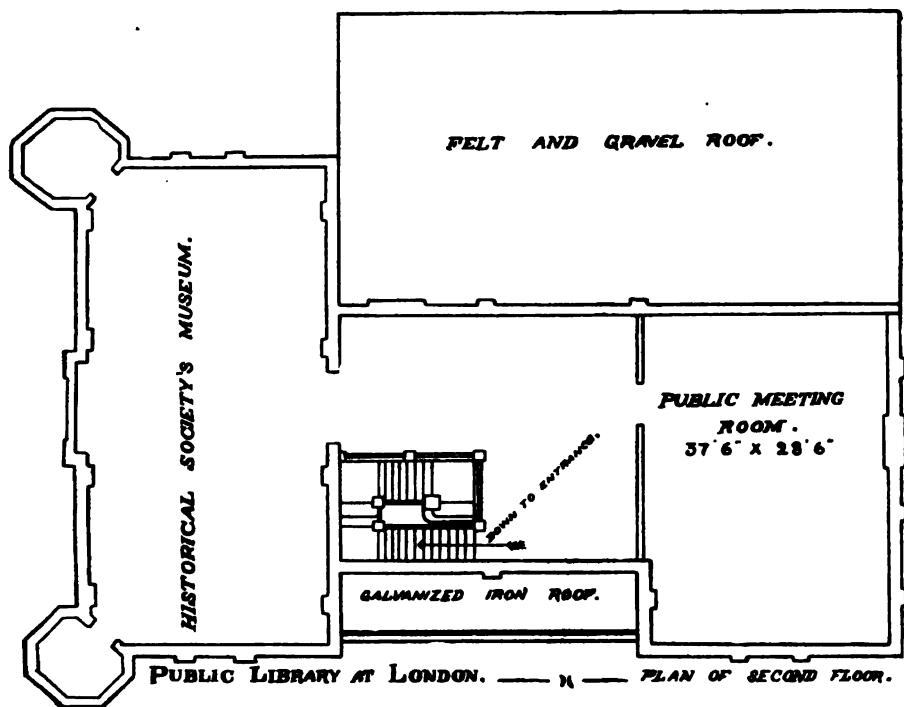 FELT AND GRAVEL ROOF.
HISTORICAL SOCIETY'S MUSEUM.
PUBLIC MEETING
ROOM.
37'6" X 28'6"
DOWN TO ENTRANCE.
GALVANIZED IRON ROOF.
PUBLIC LIBRARY AT LONDON. PLAN OF SECOND FLOOR.